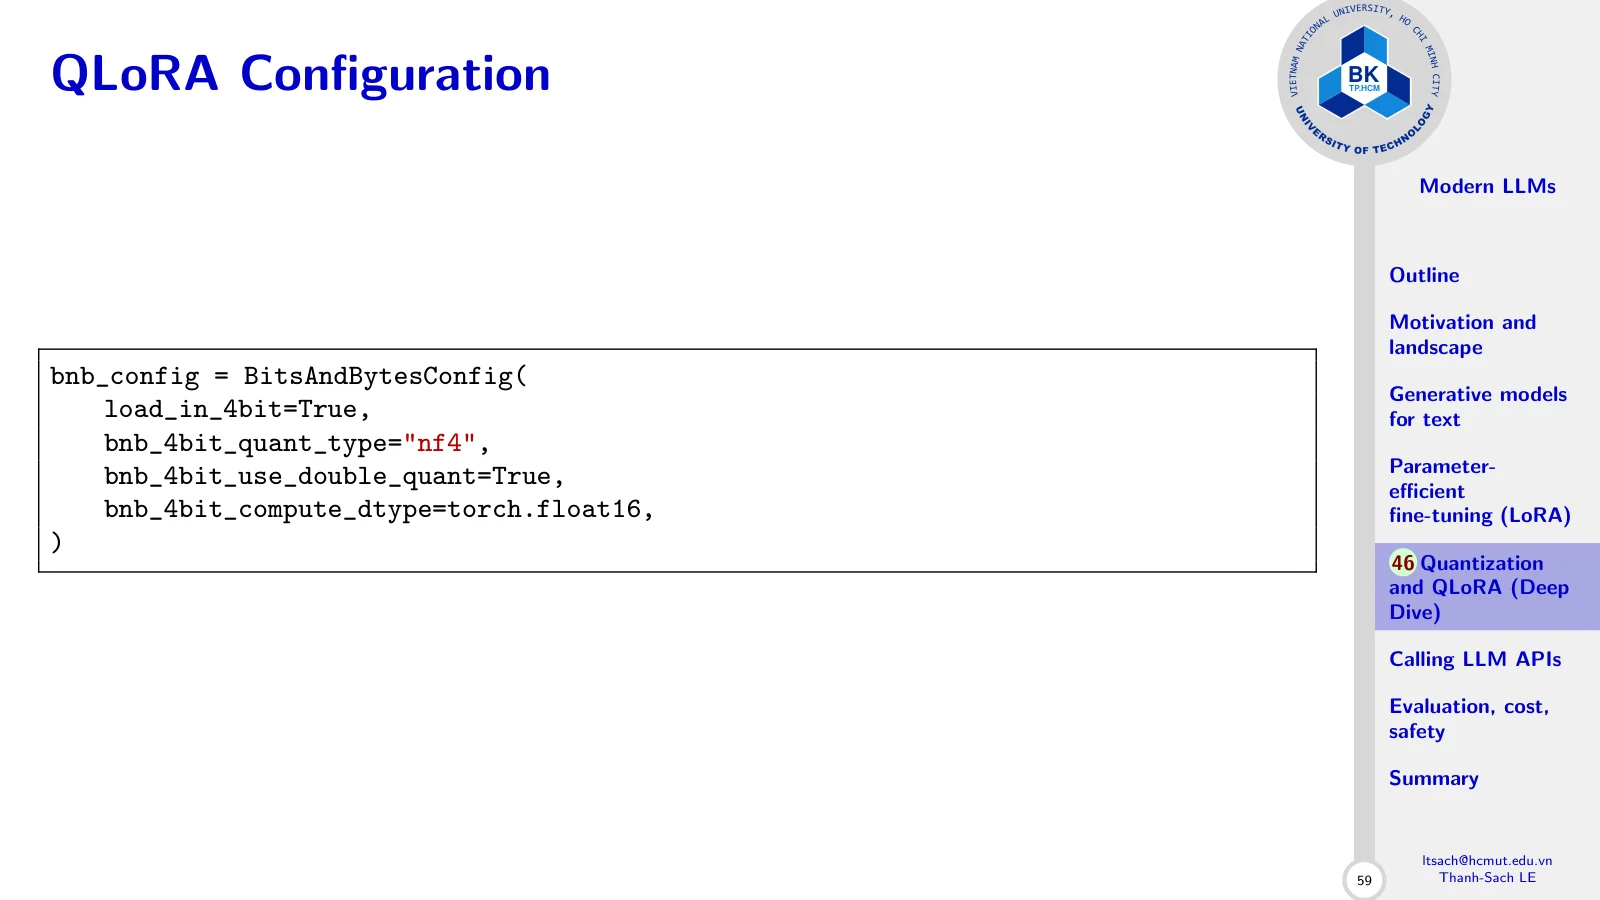 QLoRA Configuration
bnb_config = BitsAndBytesConfig(
    load_in_4bit=True,
    bnb_4bit_quant_type="nf4",
    bnb_4bit_use_double_quant=True,
    bnb_4bit_compute_dtype=torch.float16,
)
VIETNAM NATIONAL UNIVERSITY, HO CHI MINH CITY
BK
TP.HCM
UNIVERSITY OF TECHNOLOGY
Modern LLMs
Outline
Motivation and
landscape
Generative models
for text
Parameter-
efficient
fine-tuning (LoRA)
46 Quantization
and QLoRA (Deep
Dive)
Calling LLM APIs
Evaluation, cost,
safety
Summary
ltsach@hcmut.edu.vn
Thanh-Sach LE
59